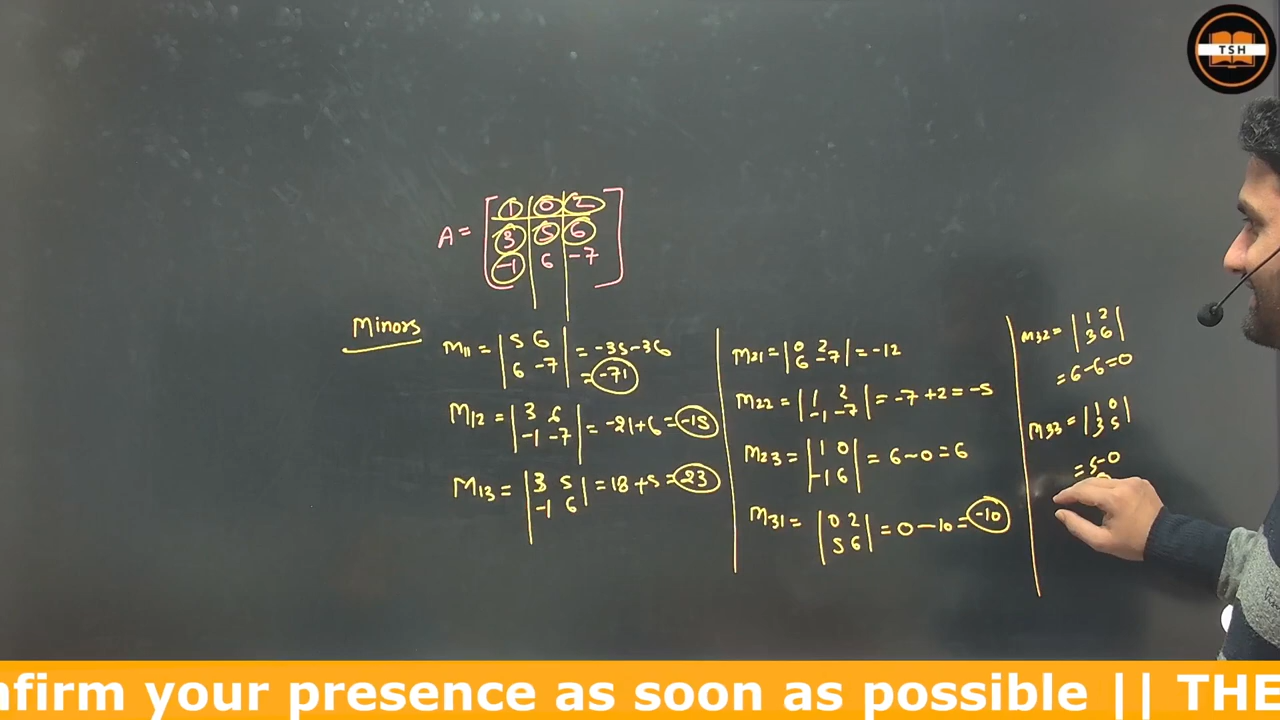 TSH
A = [ 1 0 2
3 5 6
-1 6 -7 ]
Minors
M11 = | 5 6 | = -35-36
| 6 -7 | = -71
M12 = | 3 6 | = -21+6 = -15
| -1 -7 |
M13 = | 3 5 | = 18+5 = 23
| -1 6 |
M21 = | 0 2 | = -12
| 6 -7 |
M22 = | 1 2 | = -7+2 = -5
| -1 -7 |
M23 = | 1 0 | = 6-0 = 6
| -1 6 |
M31 = | 0 2 | = 0-10 = -10
| 5 6 |
M32 = | 1 2 |
| 3 6 |
= 6-6=0
M33 = | 1 0 |
| 3 5 |
= 5-0
nfirm your presence as soon as possible || THE